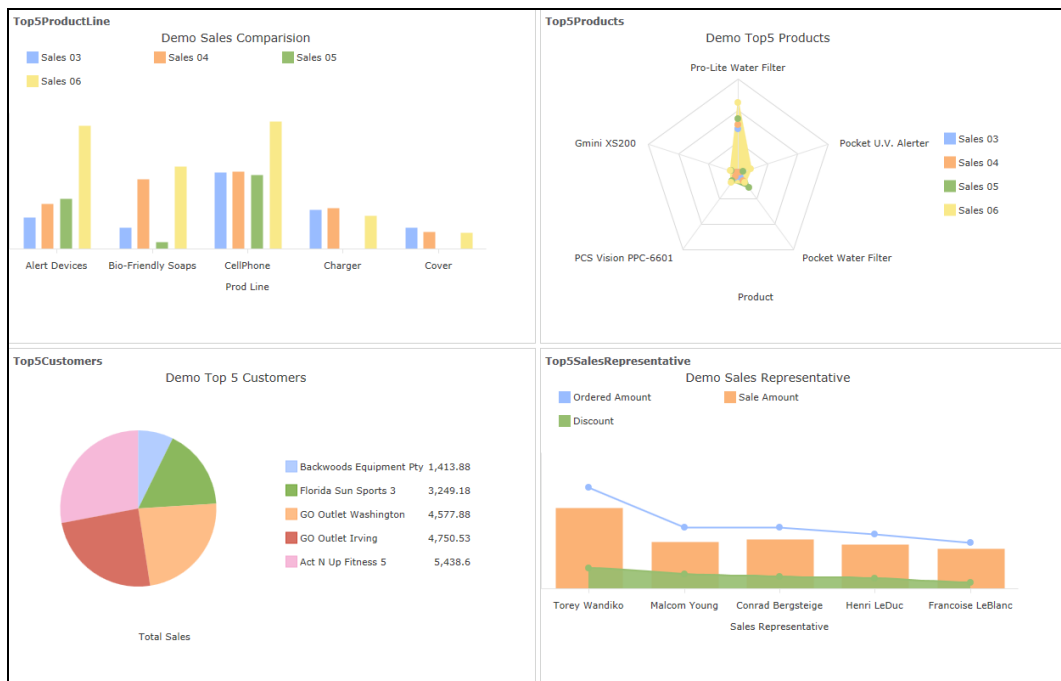 Top5ProductLine
Demo Sales Comparision
Sales 03
Sales 04
Sales 05
Sales 06
Alert Devices
Bio-Friendly Soaps
CellPhone
Charger
Cover
Prod Line
Top5Products
Demo Top5 Products
Pro-Lite Water Filter
Gmini XS200
Pocket U.V. Alerter
PCS Vision PPC-6601
Pocket Water Filter
Product
Sales 03
Sales 04
Sales 05
Sales 06
Top5Customers
Demo Top 5 Customers
Backwoods Equipment Pty 1,413.88
Florida Sun Sports 3 3,249.18
GO Outlet Washington 4,577.88
GO Outlet Irving 4,750.53
Act N Up Fitness 5 5,438.6
Total Sales
Top5SalesRepresentative
Demo Sales Representative
Ordered Amount
Sale Amount
Discount
Torey Wandiko
Malcom Young
Conrad Bergsteige
Henri LeDuc
Francoise LeBlanc
Sales Representative